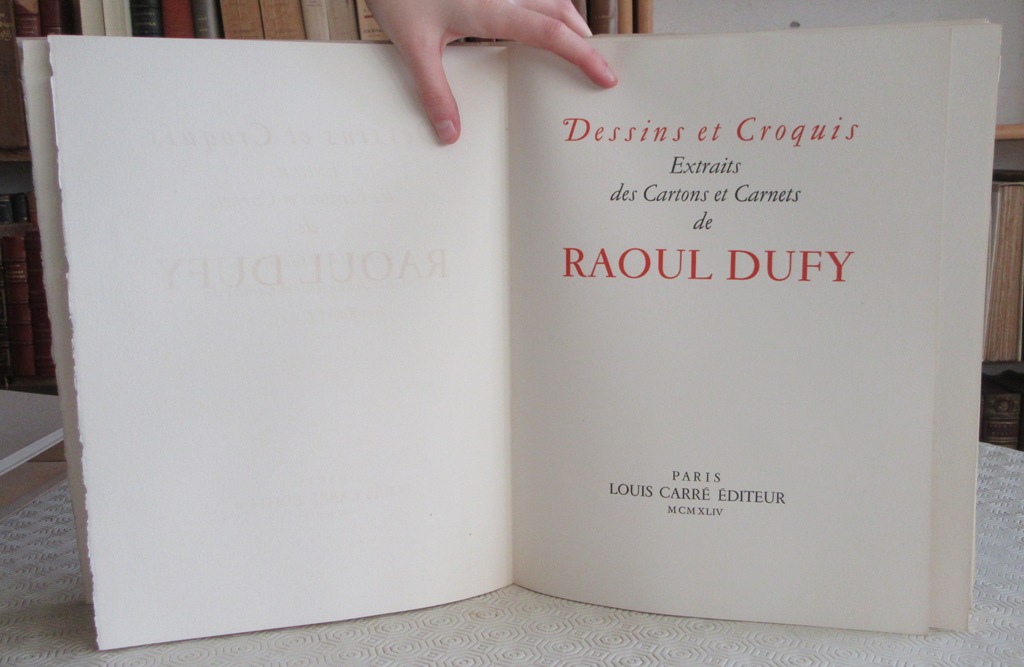 Dessins et Croquis
Extraits
des Cartons et Carnets
de
RAOUL DUFY
PARIS
LOUIS CARRÉ ÉDITEUR
MCMXLIV